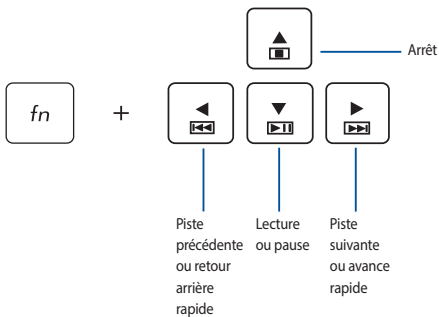 Arrêt
fn +
Piste
précédente
ou retour
arrière
rapide
Lecture
ou pause
Piste
suivante
ou avance
rapide